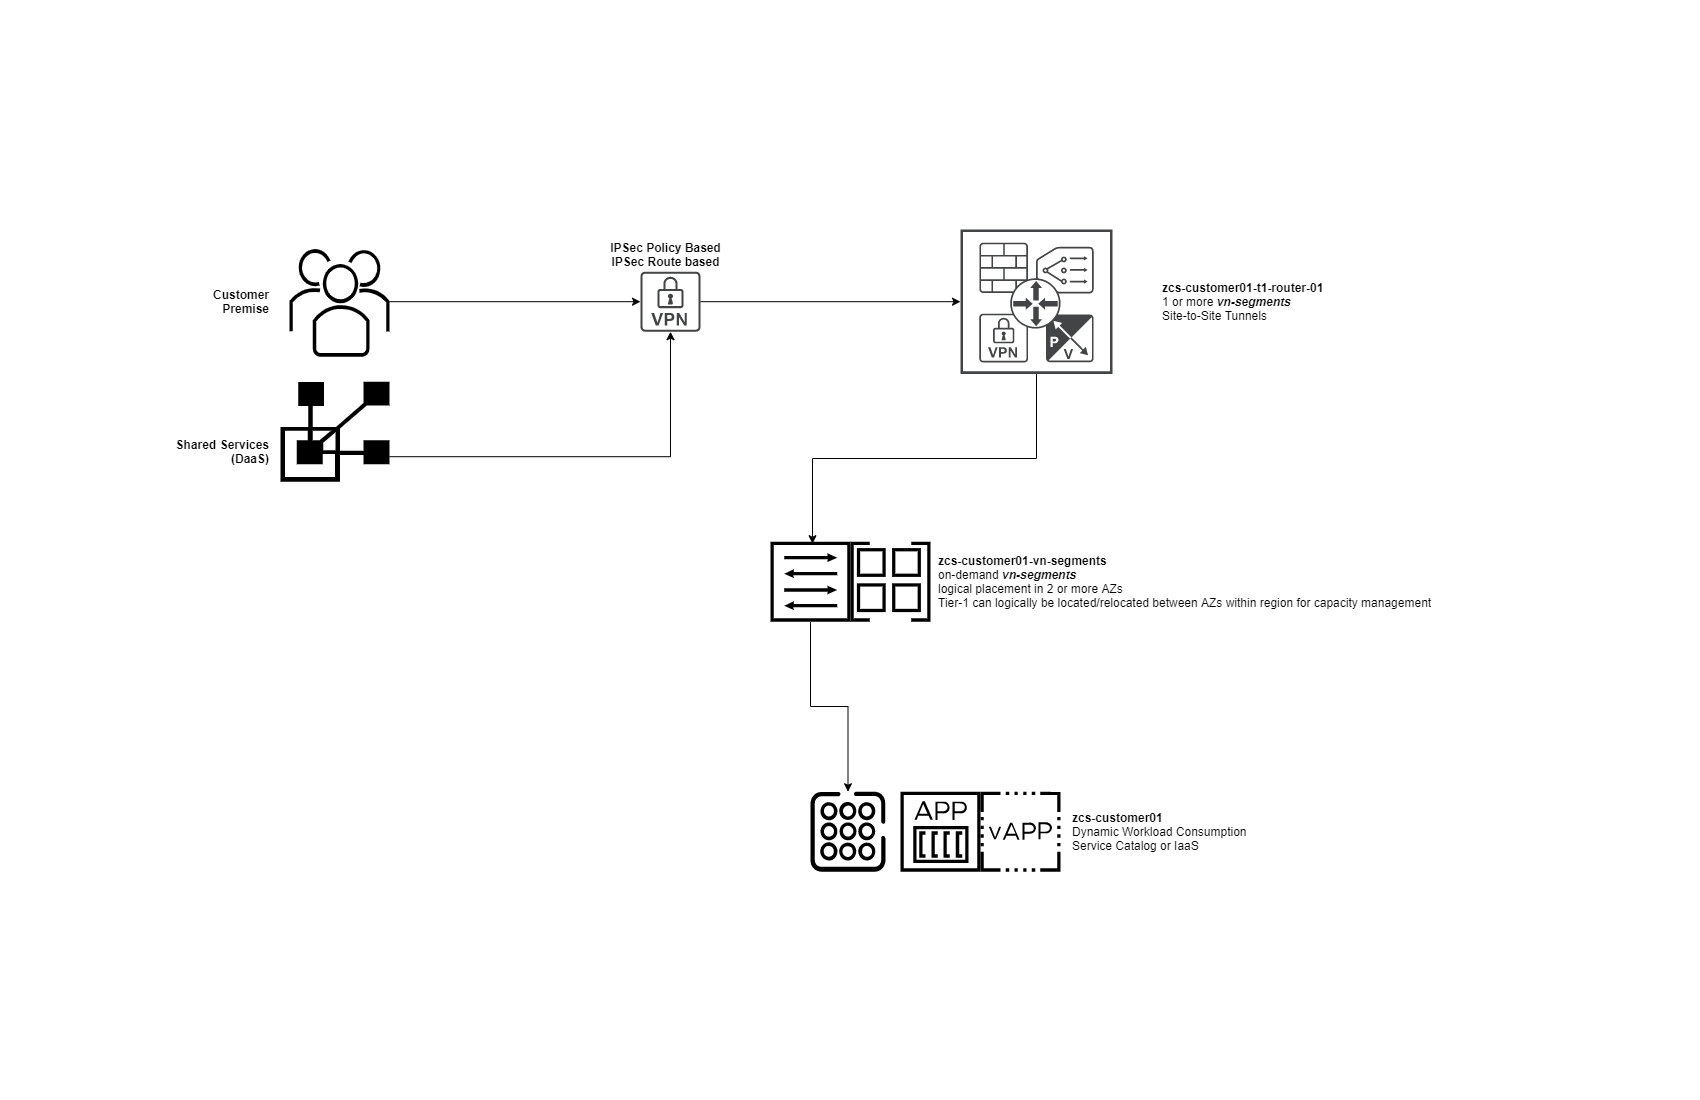 IPSec Policy Based
IPSec Route based
VPN
Customer
Premise
zcs-customer01-t1-router-01
1 or more vn-segments
Site-to-Site Tunnels
P
V
VPN
Shared Services
(DaaS)
zcs-customer01-vn-segments
on-demand vn-segments
logical placement in 2 or more AZs
Tier-1 can logically be located/relocated between AZs within region for capacity management
APP
vAPP
zcs-customer01
Dynamic Workload Consumption
Service Catalog or IaaS